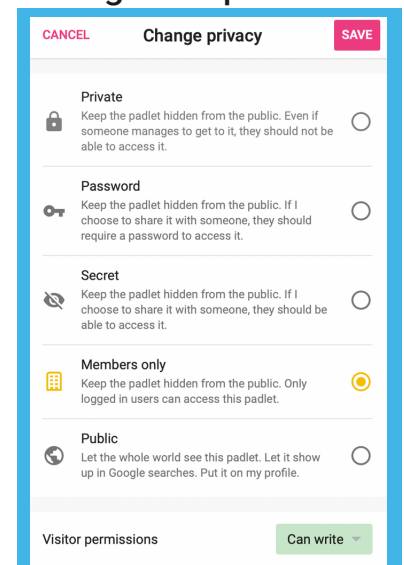 CANCEL Change privacy SAVE
Private
Keep the padlet hidden from the public. Even if
someone manages to get to it, they should not be
able to access it.
Password
Keep the padlet hidden from the public. If I
choose to share it with someone, they should
require a password to access it.
Secret
Keep the padlet hidden from the public. If I
choose to share it with someone, they should be
able to access it.
Members only
Keep the padlet hidden from the public. Only
logged in users can access this padlet.
Public
Let the whole world see this padlet. Let it show
up in Google searches. Put it on my profile.
Visitor permissions Can write